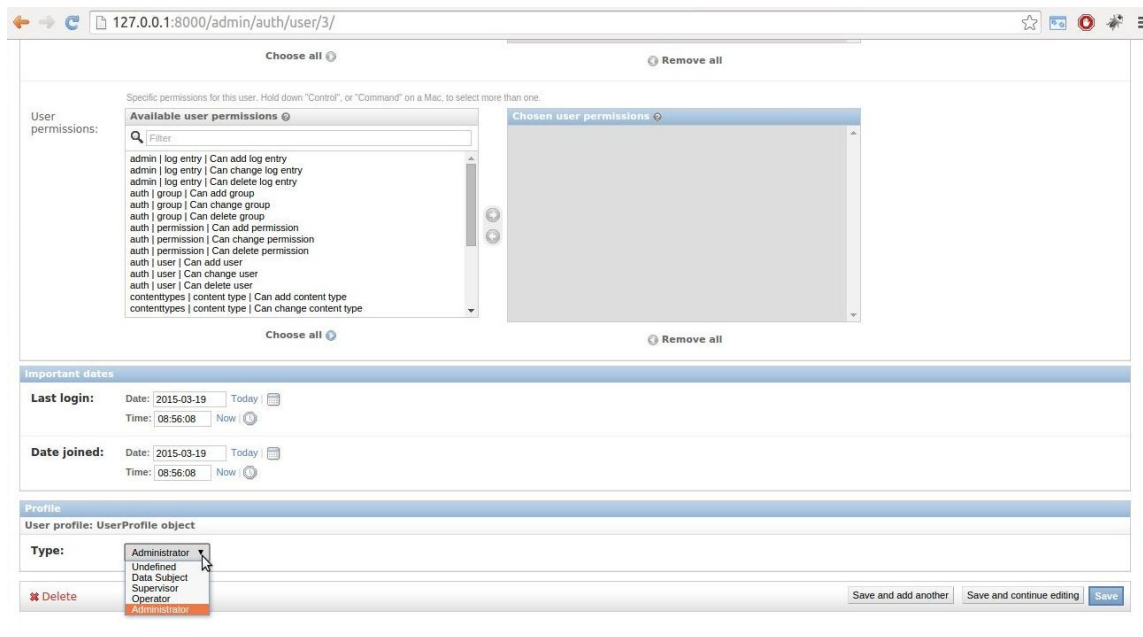 127.0.0.1:8000/admin/auth/user/3/
Choose all
Remove all
Specific permissions for this user. Hold down "Control", or "Command" on a Mac, to select more than one.
User permissions:
Available user permissions
Chosen user permissions
Filter
admin | log entry | Can add log entry
admin | log entry | Can change log entry
admin | log entry | Can delete log entry
auth | group | Can add group
auth | group | Can change group
auth | group | Can delete group
auth | permission | Can add permission
auth | permission | Can change permission
auth | permission | Can delete permission
auth | user | Can add user
auth | user | Can change user
auth | user | Can delete user
contenttypes | content type | Can add content type
contenttypes | content type | Can change content type
Choose all
Remove all
Important dates
Last login: Date: 2015-03-19 Today |
Time: 08:56:08 Now |
Date joined: Date: 2015-03-19 Today |
Time: 08:56:08 Now |
Profile
User profile: UserProfile object
Type: Administrator
Undefined
Data Subject
Supervisor
Operator
Administrator
Delete
Save and add another
Save and continue editing
Save